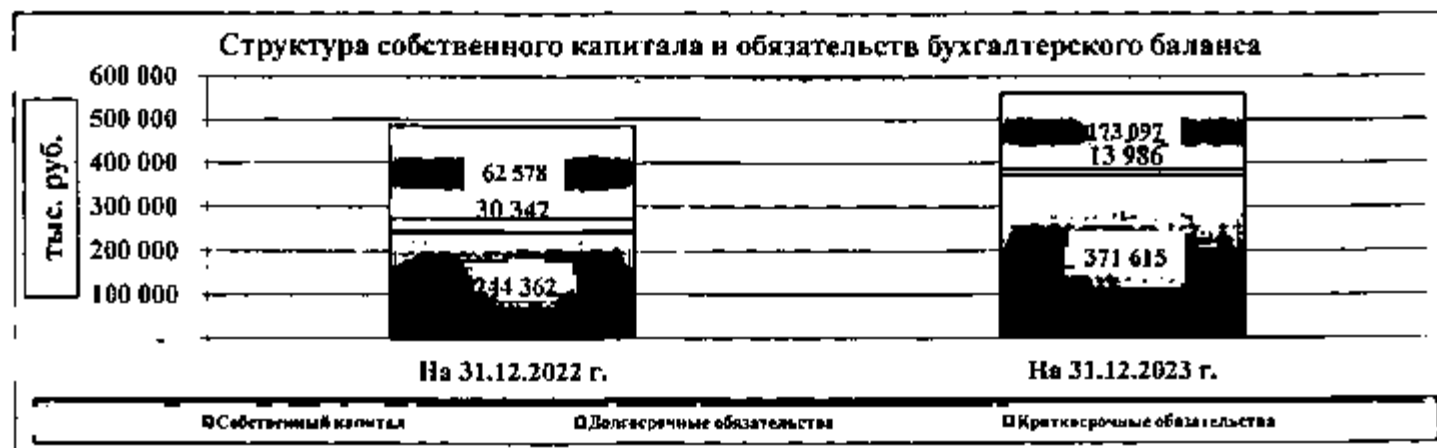 Структура собственного капитала и обязательств бухгалтерского баланса
тыс. руб.
600 000
500 000
400 000
300 000
200 000
100 000
-
62 578
30 342
244 362
173 097
13 986
371 615
На 31.12.2022 г.
На 31.12.2023 г.
Собственный капитал
Долгосрочные обязательства
Краткосрочные обязательства